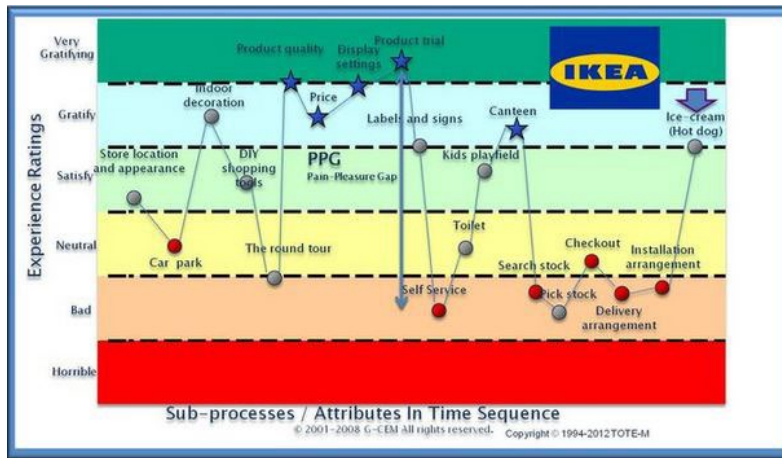 Very
Gratifying
Gratify
Satisfy
Neutral
Bad
Horrible
Experience Ratings
Store location
and appearance
Car park
Indoor
decoration
DIY
shopping
tools
The round tour
Product quality
Price
Display
settings
Product trial
PPG
Pain-Pleasure Gap
Labels and signs
Self Service
Toilet
Kids playfield
Canteen
Search stock
Pick stock
Checkout
Delivery
arrangement
Installation
arrangement
Ice-cream
(Hot dog)
IKEA
Sub-processes / Attributes In Time Sequence
© 2001-2008 G-CEM All rights reserved.
Copyright © 1994-2012 TOTE-M